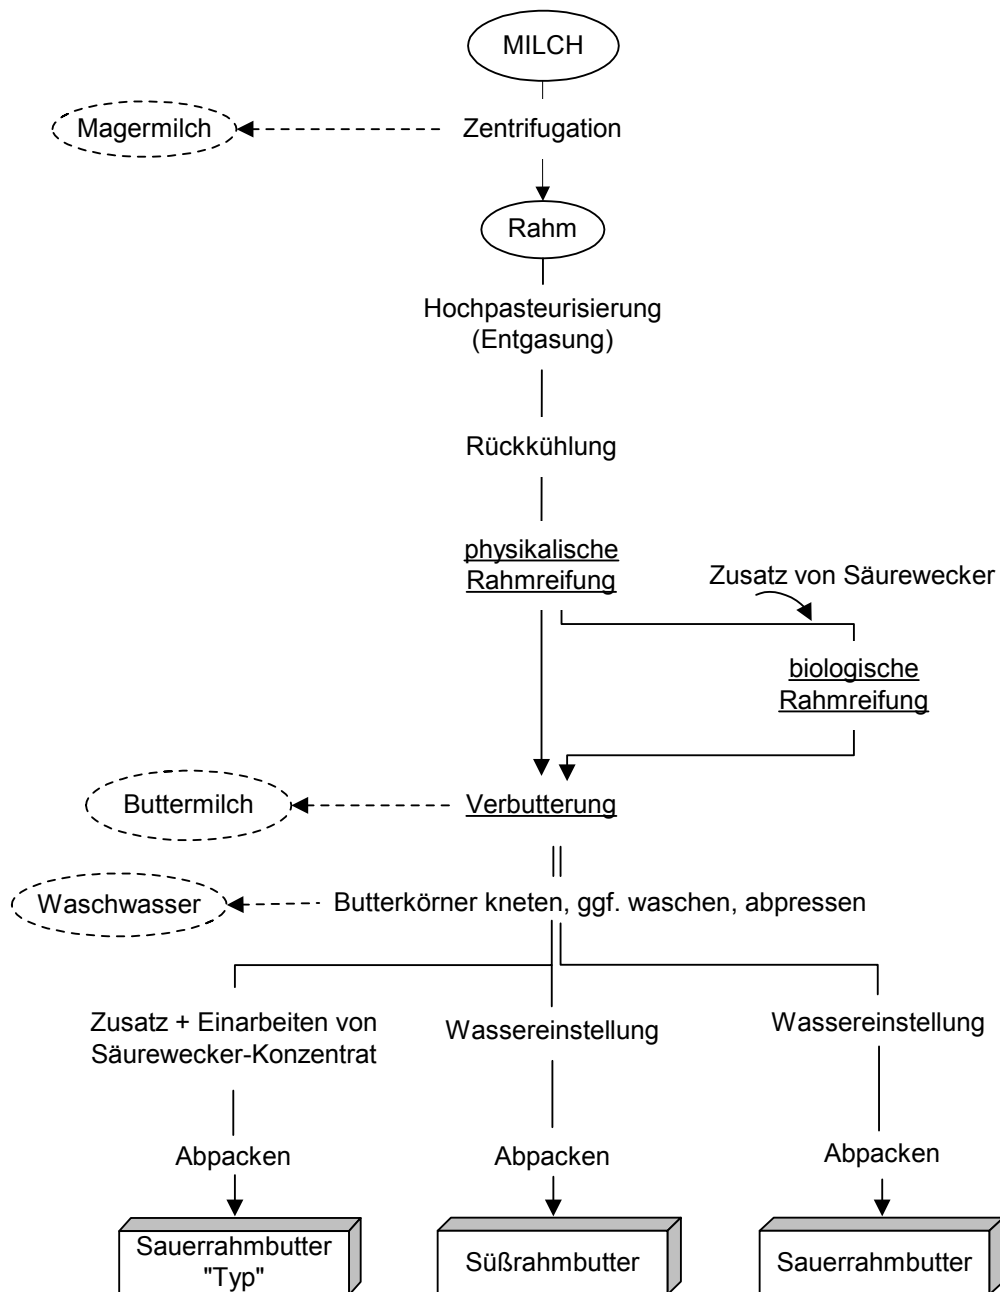 MILCH
Magermilch
Zentrifugation
Rahm
Hochpasteurisierung
(Entgasung)
Rückkühlung
physikalische
Rahmreifung
Zusatz von Säurewecker
biologische
Rahmreifung
Buttermilch
Verbutterung
Waschwasser
Butterkörner kneten, ggf. waschen, abpressen
Zusatz + Einarbeiten von
Säurewecker-Konzentrat
Wassereinstellung
Wassereinstellung
Abpacken
Abpacken
Abpacken
Sauerrahmbutter
"Typ"
Süßrahmbutter
Sauerrahmbutter